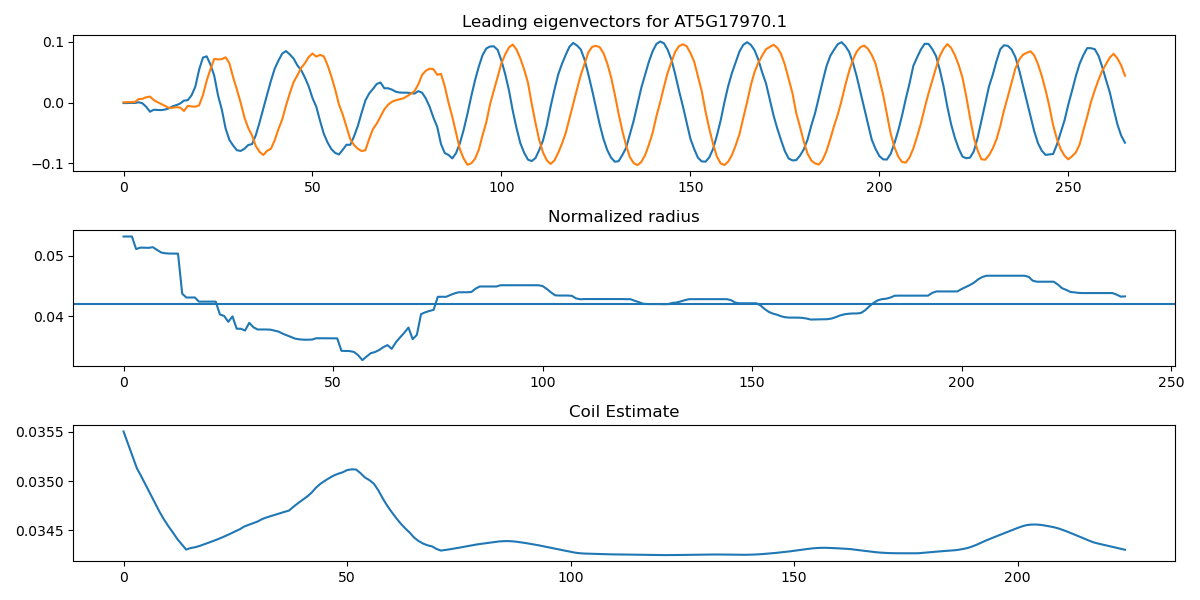 Leading eigenvectors for AT5G17970.1
0.1
0.0
−0.1
0 50 100 150 200 250
Normalized radius
0.05
0.04
0 50 100 150 200 250
Coil Estimate
0.0355
0.0350
0.0345
0 50 100 150 200